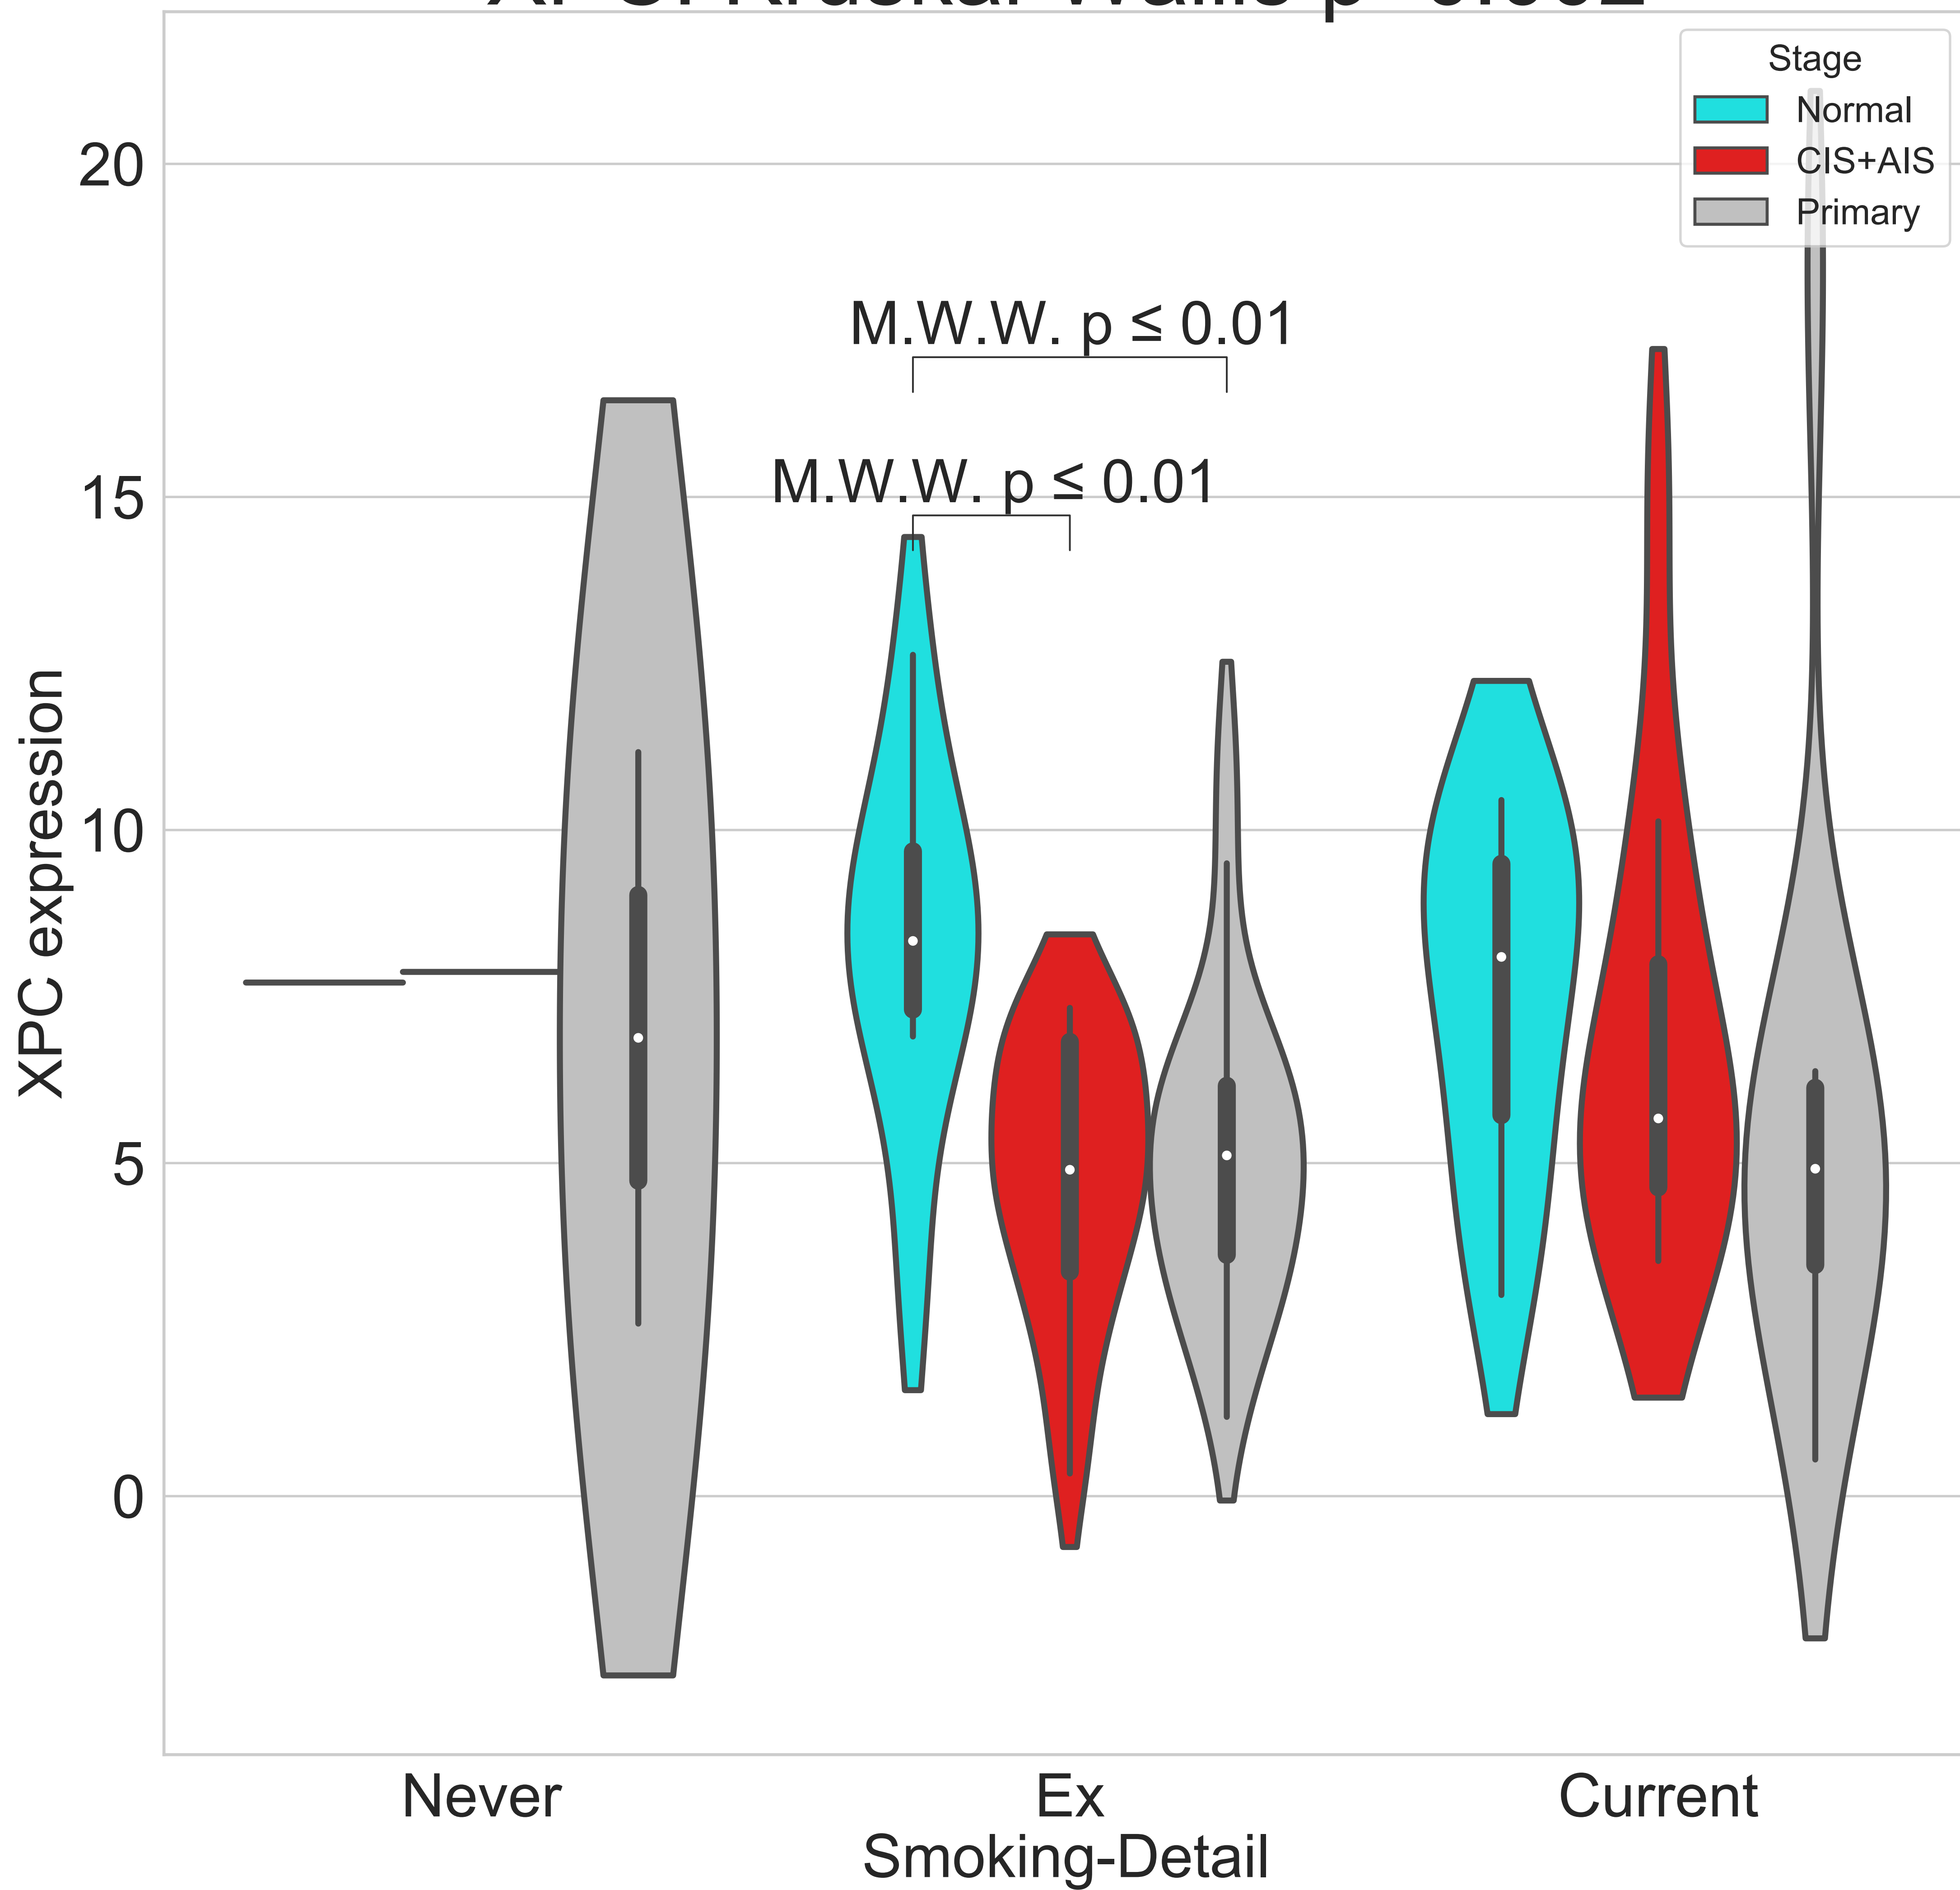 Stage
Normal
CIS+AIS
Primary
20
15
10
5
0
XPC expression
M.W.W. p ≤ 0.01
M.W.W. p ≤ 0.01
Never
Ex
Current
Smoking-Detail